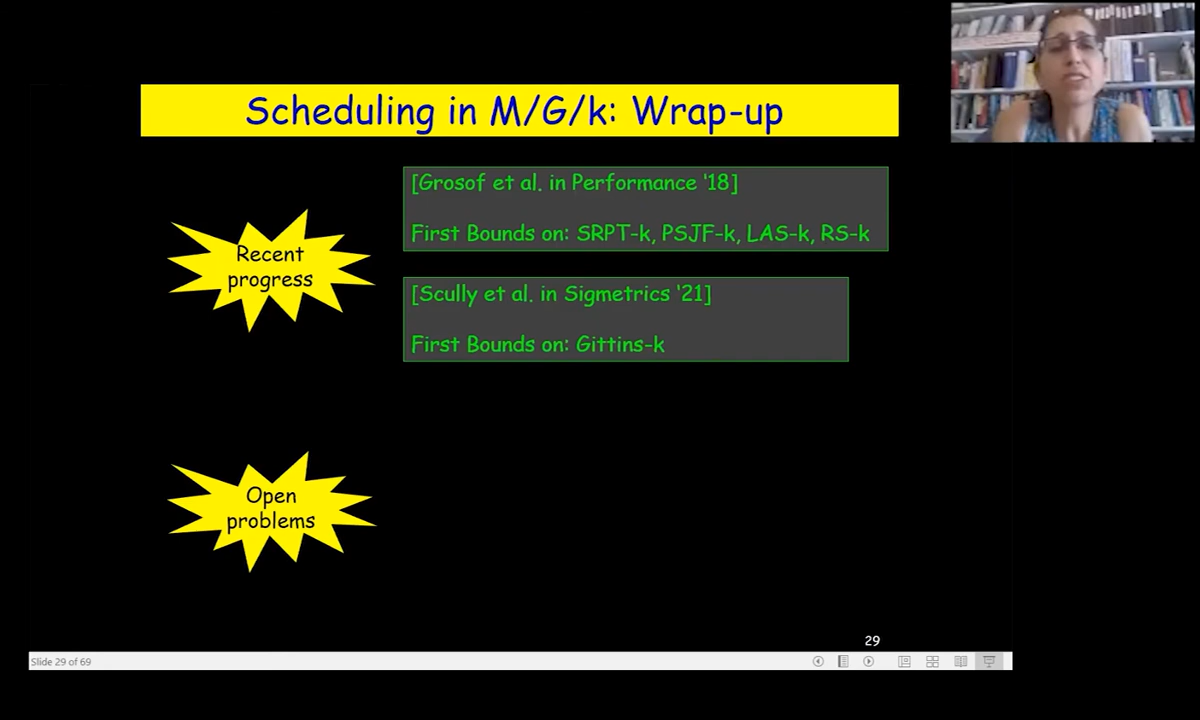 Scheduling in M/G/k: Wrap-up
Recent
progress
[Grosof et al. in Performance '18]
First Bounds on: SRPT-k, PSJF-k, LAS-k, RS-k
[Scully et al. in Sigmetrics '21]
First Bounds on: Gittins-k
Open
problems
29
Slide 29 of 69